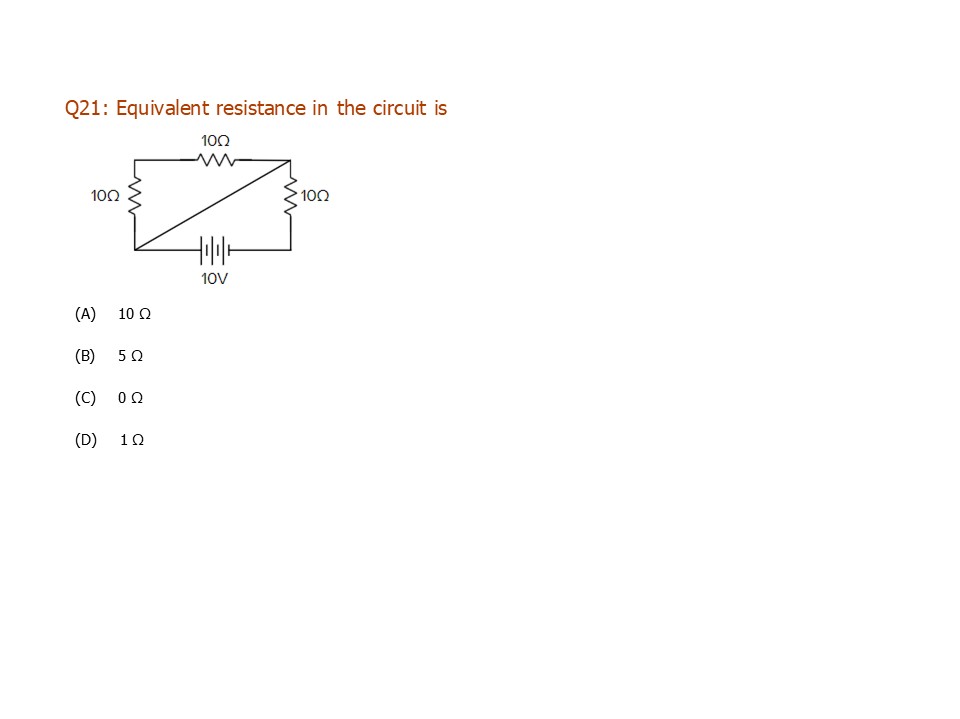 Q21: Equivalent resistance in the circuit is
10Ω
10Ω
10Ω
10V
(A) 10 Ω
(B) 5 Ω
(C) 0 Ω
(D) 1 Ω